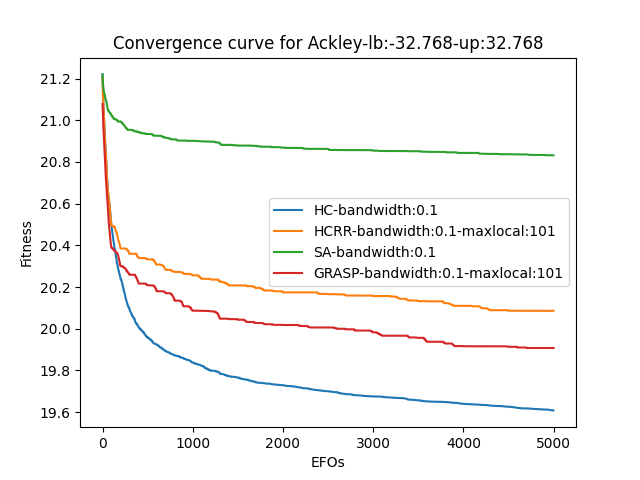 Convergence curve for Ackley-lb:-32.768-up:32.768
21.2
21.0
20.8
20.6
20.4
20.2
20.0
19.8
19.6
Fitness
HC-bandwidth:0.1
HCRR-bandwidth:0.1-maxlocal:101
SA-bandwidth:0.1
GRASP-bandwidth:0.1-maxlocal:101
0 1000 2000 3000 4000 5000
EFOs